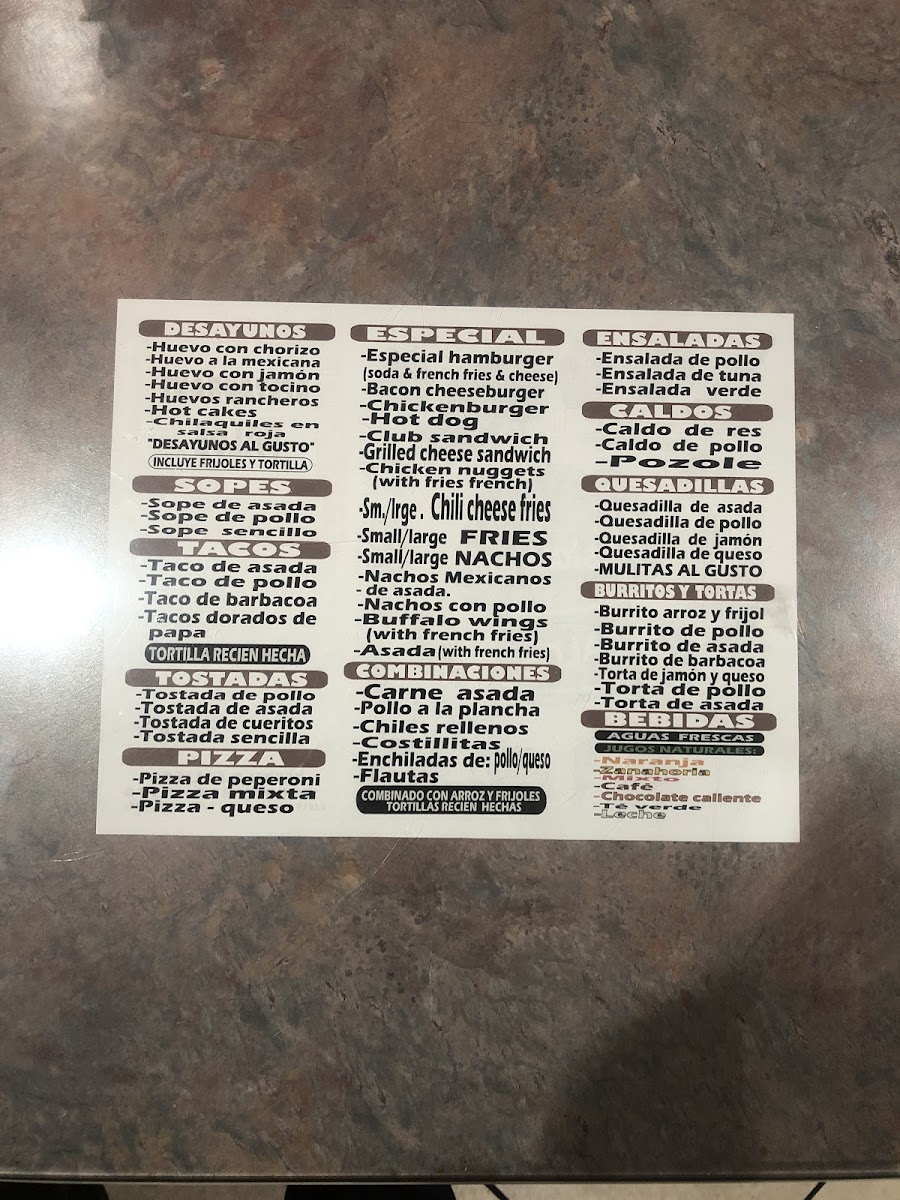 DESAYUNOS
-Huevo con chorizo
-Huevo a la mexicana
-Huevo con jamón
-Huevo con tocino
-Huevos rancheros
-Hot cakes
-Chilaquiles en
salsa roja
"DESAYUNOS AL GUSTO"
INCLUYE FRIJOLES Y TORTILLA
SOPES
-Sope de asada
-Sope de pollo
-Sope sencillo
TACOS
-Taco de asada
-Taco de pollo
-Taco de barbacoa
-Tacos dorados de
papa
TORTILLA RECIEN HECHA
TOSTADAS
-Tostada de pollo
-Tostada de asada
-Tostada de cueritos
-Tostada sencilla
PIZZA
-Pizza de peperoni
-Pizza mixta
-Pizza - queso
ESPECIAL
-Especial hamburger
(soda & french fries & cheese)
-Bacon cheeseburger
-Chickenburger
-Hot dog
-Club sandwich
-Grilled cheese sandwich
-Chicken nuggets
(with fries french)
-Sm./lrge . Chili cheese fries
-Small/large FRIES
-Small/large NACHOS
-Nachos Mexicanos
- de asada.
-Nachos con pollo
-Buffalo wings
(with french fries)
-Asada (with french fries)
COMBINACIONES
-Carne asada
-Pollo a la plancha
-Chiles rellenos
-Costillitas
-Enchiladas de: pollo/queso
-Flautas
COMBINADO CON ARROZ Y FRIJOLES
TORTILLAS RECIEN HECHAS
ENSALADAS
-Ensalada de pollo
-Ensalada de tuna
-Ensalada verde
CALDOS
-Caldo de res
-Caldo de pollo
-Pozole
QUESADILLAS
-Quesadilla de asada
-Quesadilla de pollo
-Quesadilla de jamón
-Quesadilla de queso
-MULITAS AL GUSTO
BURRITOS Y TORTAS
-Burrito arroz y frijol
-Burrito de pollo
-Burrito de asada
-Burrito de barbacoa
-Torta de jamón y queso
-Torta de pollo
-Torta de asada
BEBIDAS
AGUAS FRESCAS
JUGOS NATURALES:
-Naranja
-Zanahoria
-Mixto
-Café
-Chocolate caliente
-Té verde
-Leche